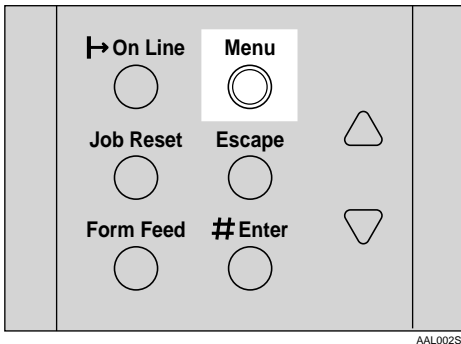 On Line Menu
Job Reset Escape
Form Feed # Enter
AAL002S